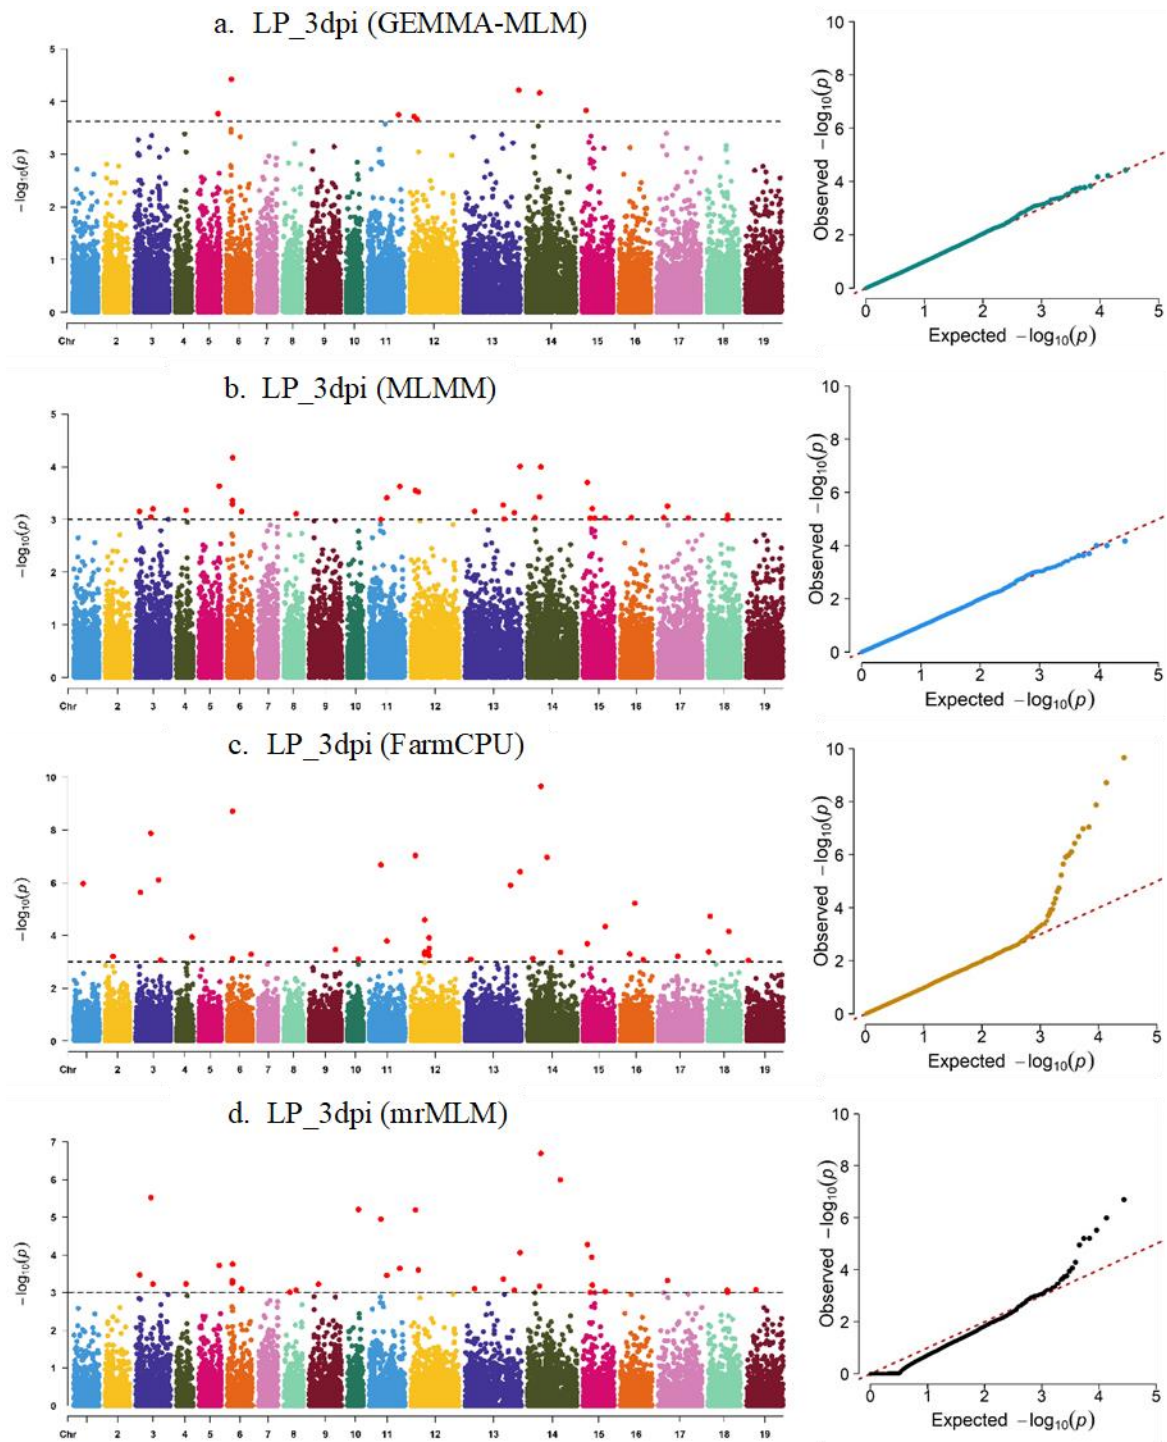 a. LP_3dpi (GEMMA-MLM)
5
4
3
2
1
0
−log10(p)
Chr 2 3 4 5 6 7 8 9 10 11 12 13 14 15 16 17 18 19
10
8
6
4
2
0
Observed −log10(p)
0 1 2 3 4 5
Expected −log10(p)
b. LP_3dpi (MLMM)
5
4
3
2
1
0
−log10(p)
Chr 2 3 4 5 6 7 8 9 10 11 12 13 14 15 16 17 18 19
10
8
6
4
2
0
Observed −log10(p)
0 1 2 3 4 5
Expected −log10(p)
c. LP_3dpi (FarmCPU)
10
8
6
4
2
0
−log10(p)
Chr 2 3 4 5 6 7 8 9 10 11 12 13 14 15 16 17 18 19
10
8
6
4
2
0
Observed −log10(p)
0 1 2 3 4 5
Expected −log10(p)
d. LP_3dpi (mrMLM)
7
6
5
4
3
2
1
0
−log10(p)
Chr 2 3 4 5 6 7 8 9 10 11 12 13 14 15 16 17 18 19
10
8
6
4
2
0
Observed −log10(p)
0 1 2 3 4 5
Expected −log10(p)